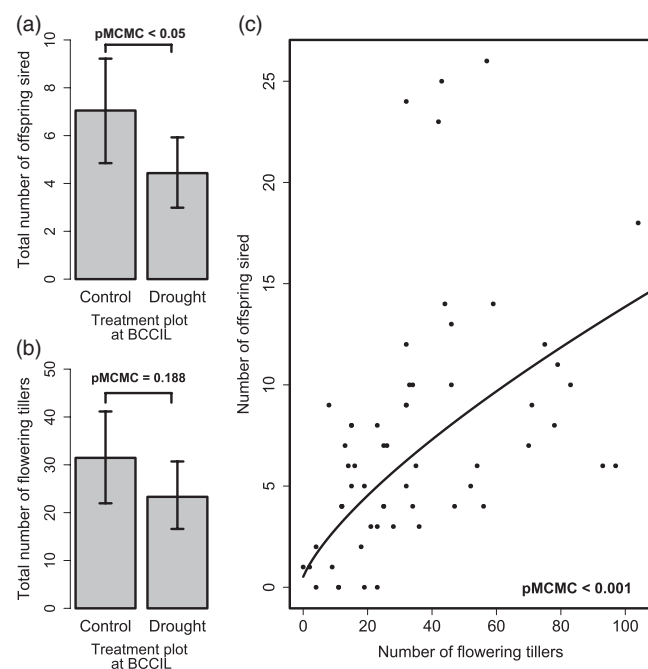 (a)
pMCMC < 0.05
Total number of offspring sired
0
2
4
6
8
10
Control Drought
Treatment plot
at BCCIL
(b)
pMCMC = 0.188
Total number of flowering tillers
0
10
20
30
40
50
Control Drought
Treatment plot
at BCCIL
(c)
Number of offspring sired
0
5
10
15
20
25
pMCMC < 0.001
0 20 40 60 80 100
Number of flowering tillers